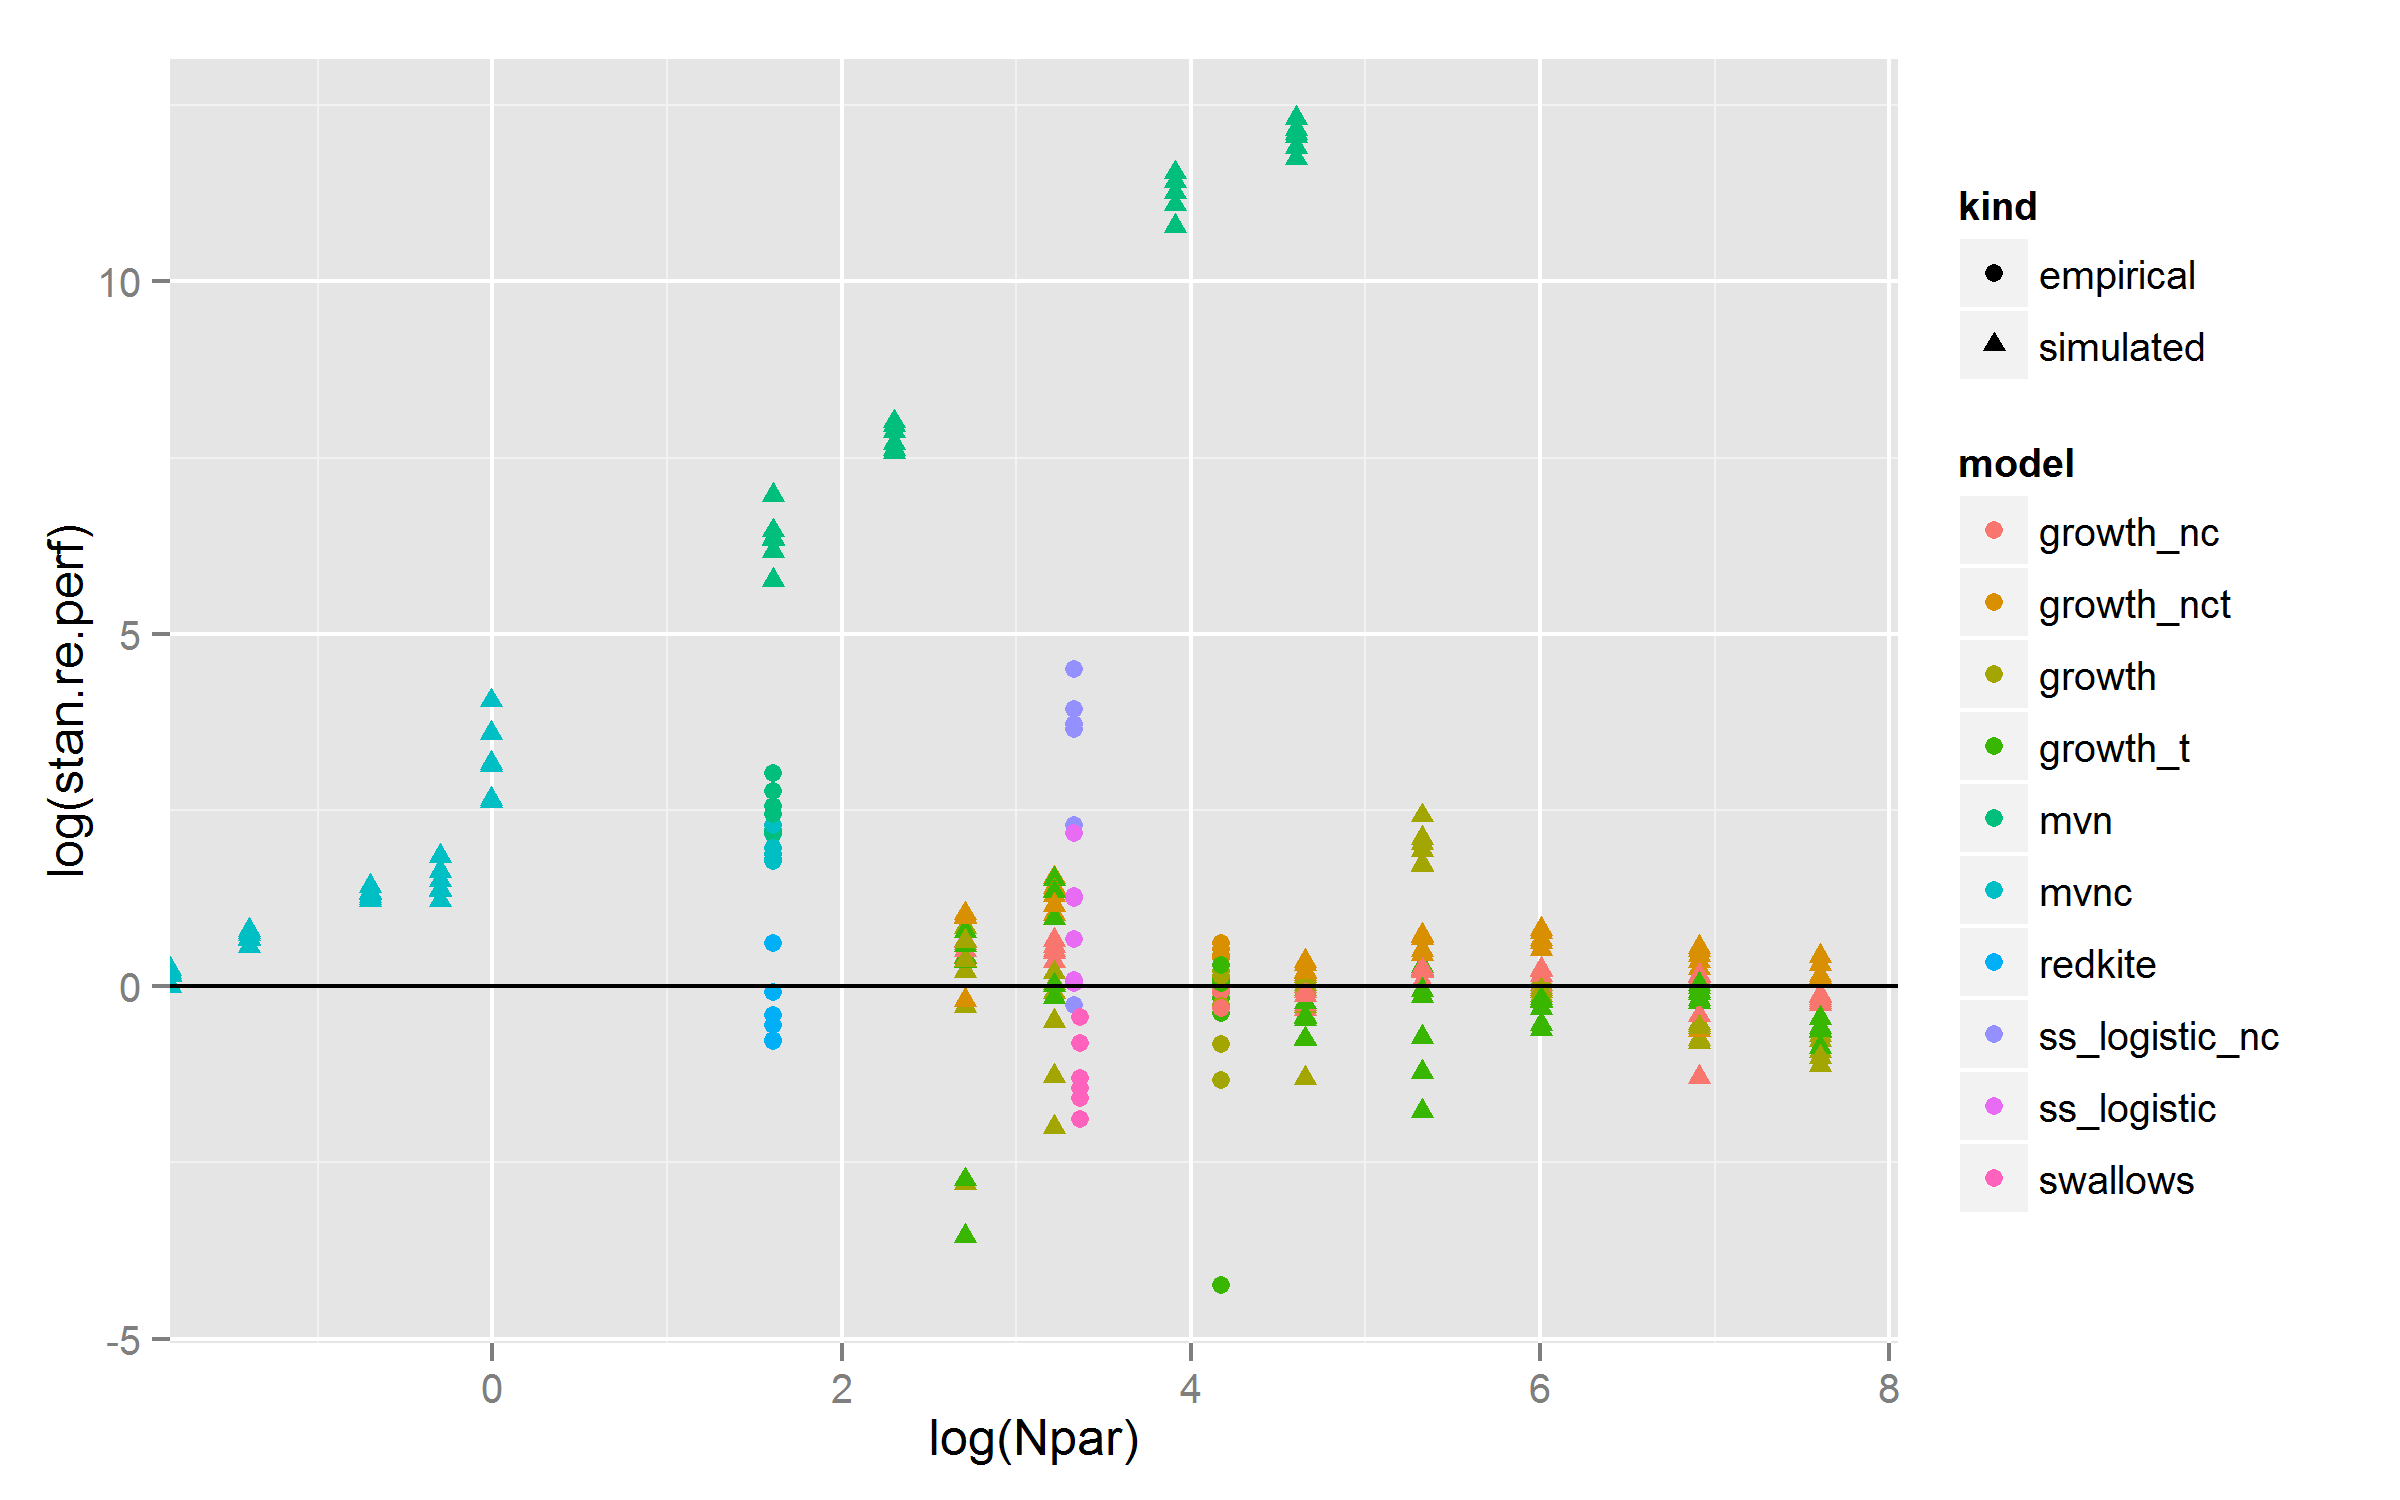 log(stan.re.perf)
10
5
0
-5
0
2
4
6
8
log(Npar)
kind
empirical
simulated
model
growth_nc
growth_nct
growth
growth_t
mvn
mvnc
redkite
ss_logistic_nc
ss_logistic
swallows